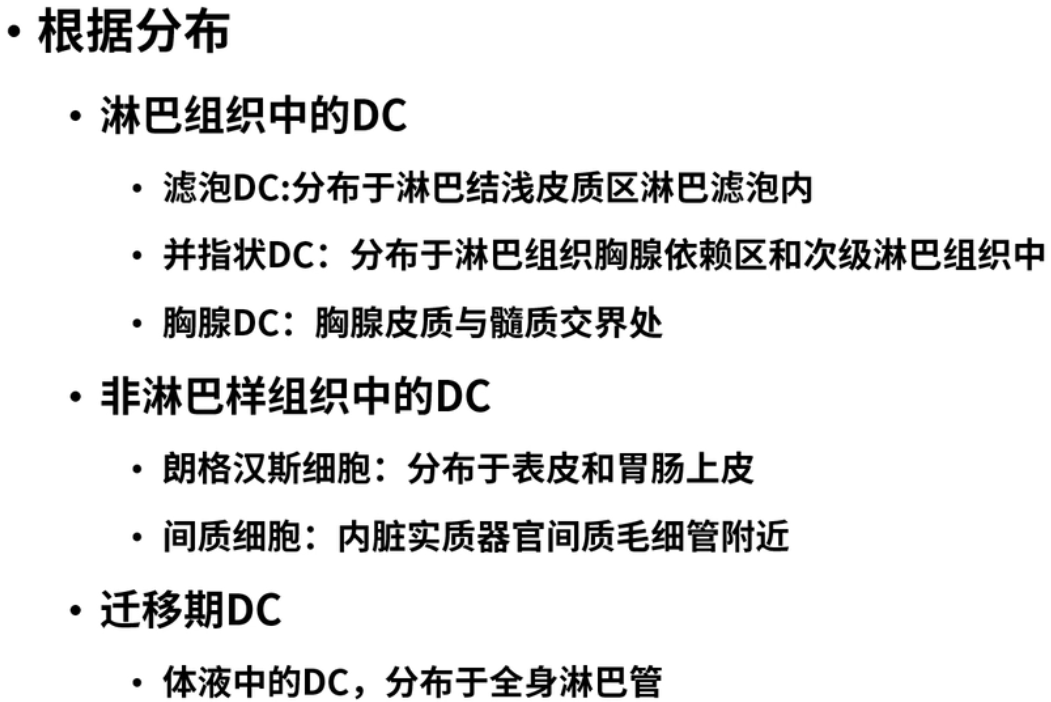 • 根据分布
• 淋巴组织中的DC
• 滤泡DC:分布于淋巴结浅皮质区淋巴滤泡内
• 并指状DC：分布于淋巴组织胸腺依赖区和次级淋巴组织中
• 胸腺DC：胸腺皮质与髓质交界处
• 非淋巴样组织中的DC
• 朗格汉斯细胞：分布于表皮和胃肠上皮
• 间质细胞：内脏实质器官间质毛细管附近
• 迁移期DC
• 体液中的DC，分布于全身淋巴管